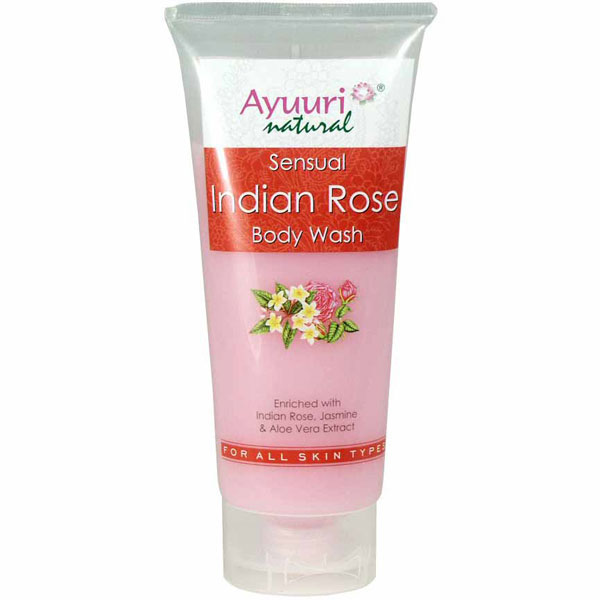 Ayuuri ®
natural
Sensual
Indian Rose
Body Wash
Enriched with
Indian Rose, Jasmine
& Aloe Vera Extract
FOR ALL SKIN TYPES